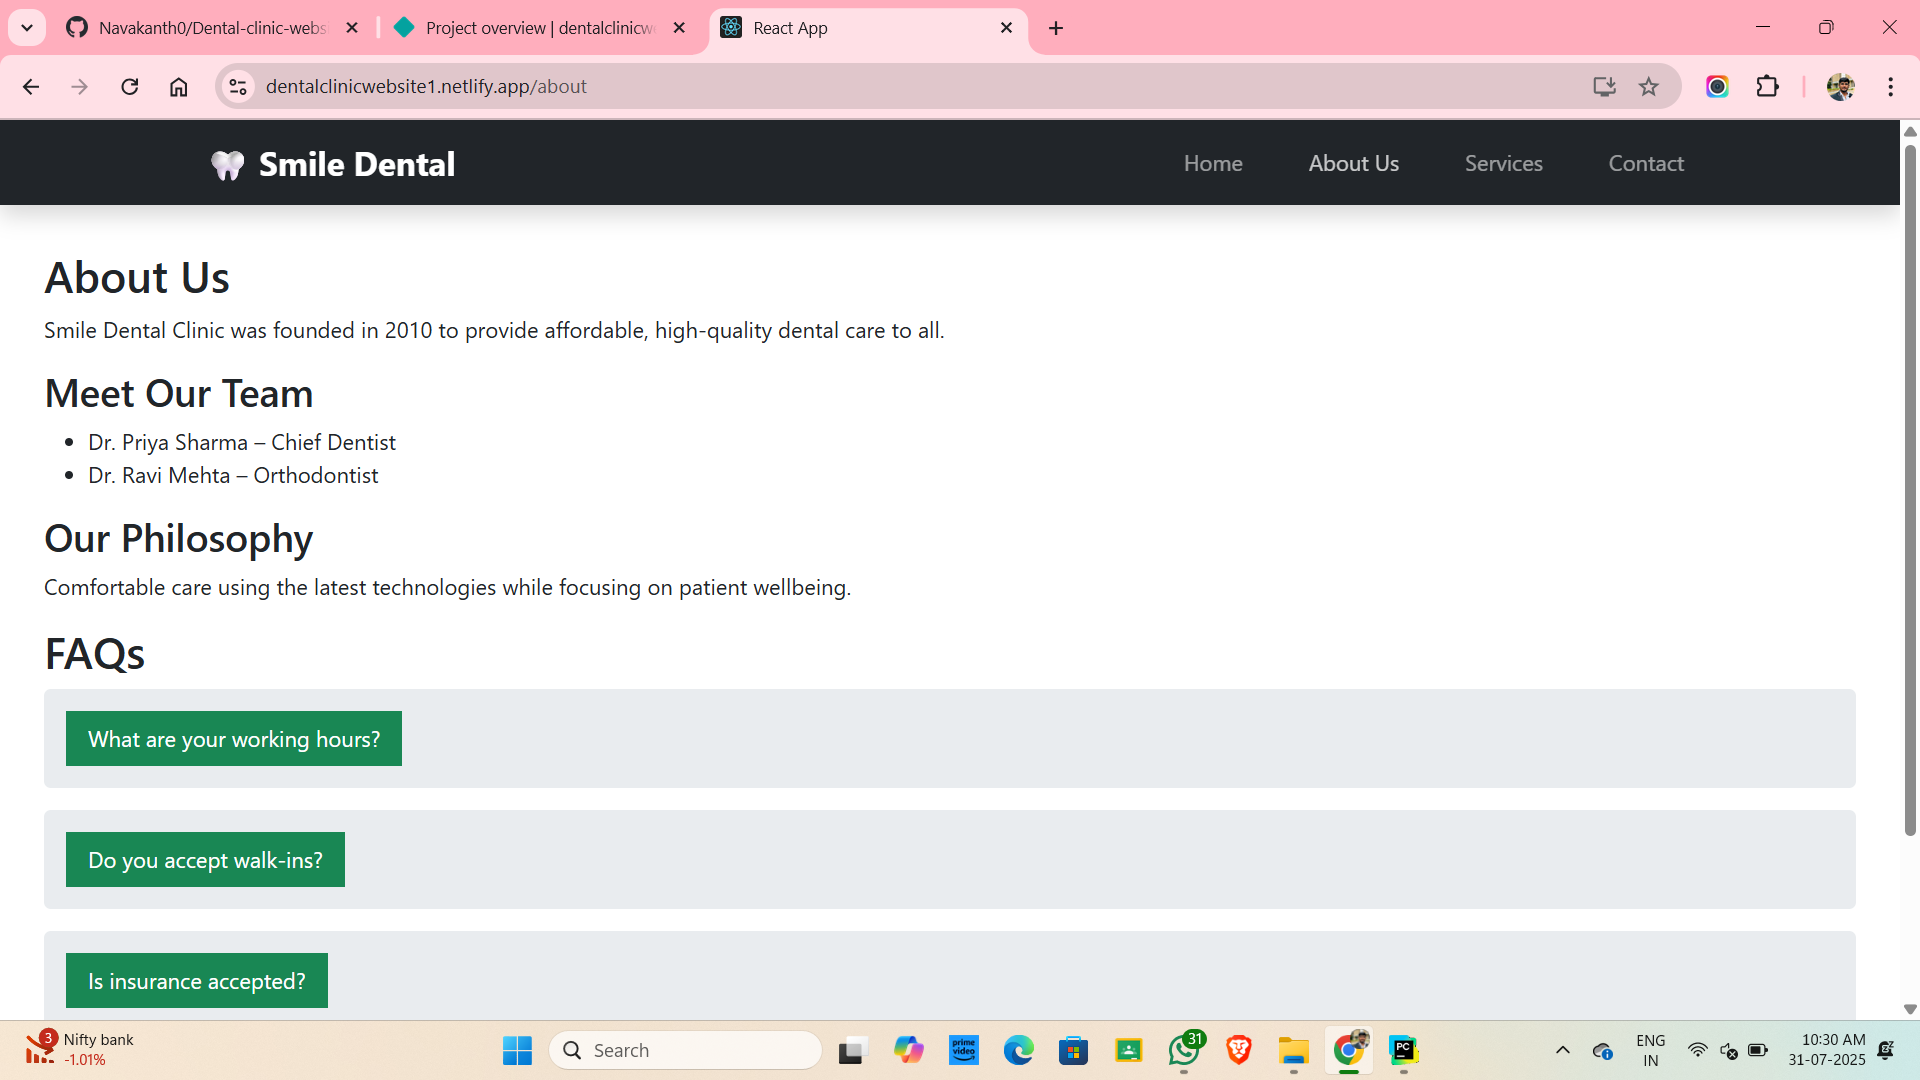 Navakanth0/Dental-clinic-webs
Project overview | dentalclinicw
React App
dentalclinicwebsite1.netlify.app/about
Smile Dental
Home
About Us
Services
Contact
About Us
Smile Dental Clinic was founded in 2010 to provide affordable, high-quality dental care to all.
Meet Our Team
• Dr. Priya Sharma – Chief Dentist
• Dr. Ravi Mehta – Orthodontist
Our Philosophy
Comfortable care using the latest technologies while focusing on patient wellbeing.
FAQs
What are your working hours?
Do you accept walk-ins?
Is insurance accepted?
3
Nifty bank
-1.01%
Search
prime video
31
PC
ENG
IN
10:30 AM
31-07-2025